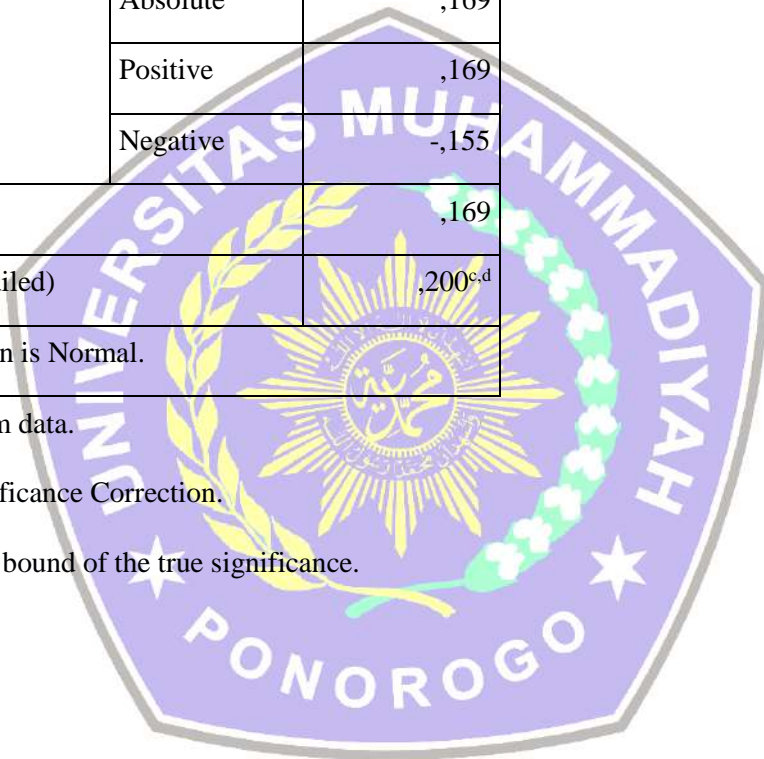 Absolute ,169
Positive ,169
Negative -,155
,169
iled) ,200c,d
n is Normal.
m data.
ficance Correction.
bound of the true significance.
UNIVERSITAS MUHAMMADIYAH
PONOROGO
محمدية